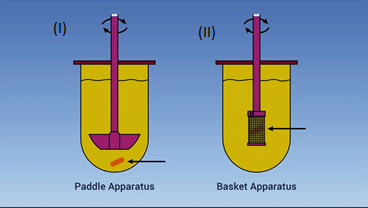 (I)
(II)
Paddle Apparatus
Basket Apparatus